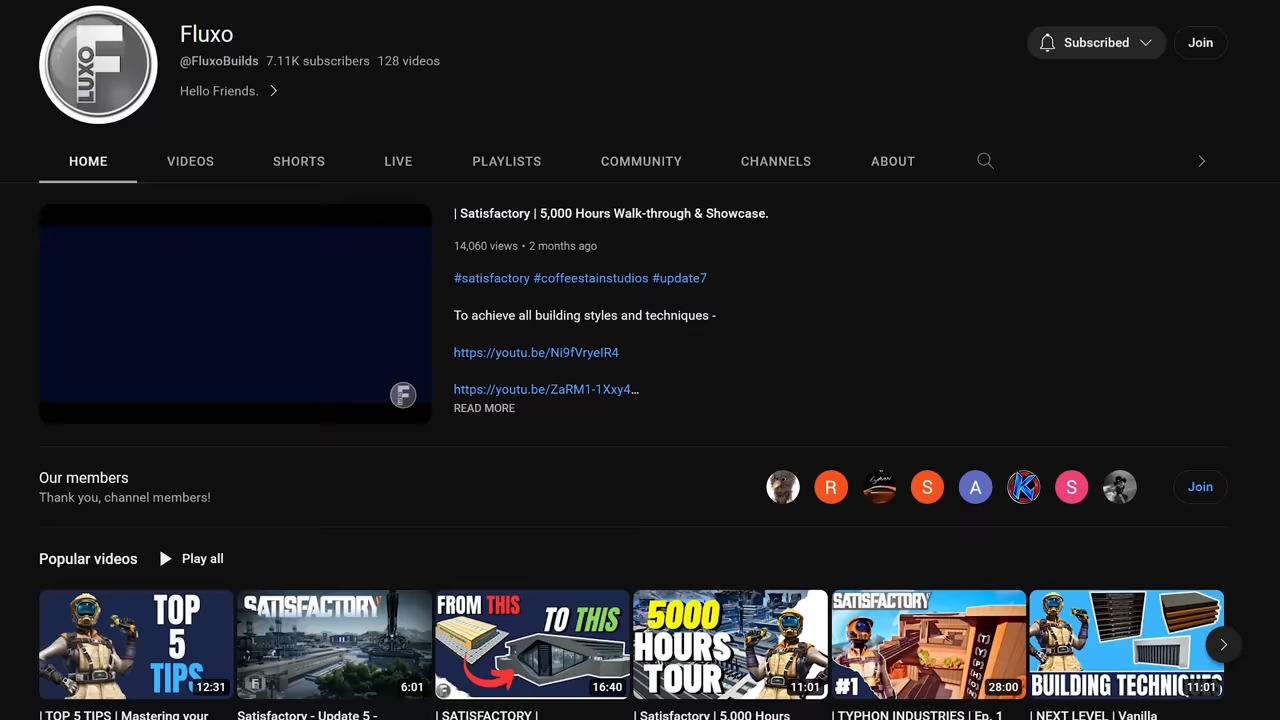 LUXO
F
Fluxo
@FluxoBuilds 7.11K subscribers 128 videos
Hello Friends.
Subscribed
Join
HOME
VIDEOS
SHORTS
LIVE
PLAYLISTS
COMMUNITY
CHANNELS
ABOUT
| Satisfactory | 5,000 Hours Walk-through & Showcase.
14,060 views • 2 months ago
#satisfactory #coffeestainstudios #update7
To achieve all building styles and techniques -
https://youtu.be/Ni9fVryeIR4
https://youtu.be/ZaRM1-1Xxy4...
READ MORE
F
Our members
Thank you, channel members!
R
S
A
K
S
Join
Popular videos
Play all
TOP
5
TIPS
12:31
SATISFACTORY
F
6:01
FROM THIS
TO THIS
F
16:40
5000
HOURS
TOUR
11:01
SATISFACTORY
#1
28:00
BUILDING TECHNIQUES
11:01
| TOP 5 TIPS | Mastering your
Satisfactory - Update 5 -
| SATISFACTORY |
| Satisfactory | 5,000 Hours
| TYPHON INDUSTRIES | Ep. 1
| NEXT LEVEL | Vanilla